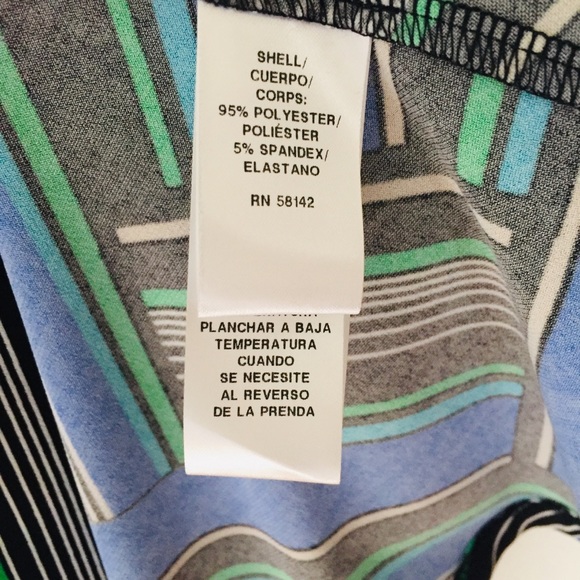 SHELL/
CUERPO/
CORPS:
95% POLYESTER/
POLIÉSTER
5% SPANDEX/
ELASTANO
RN 58142
PLANCHAR A BAJA
TEMPERATURA
CUANDO
SE NECESITE
AL REVERSO
DE LA PRENDA